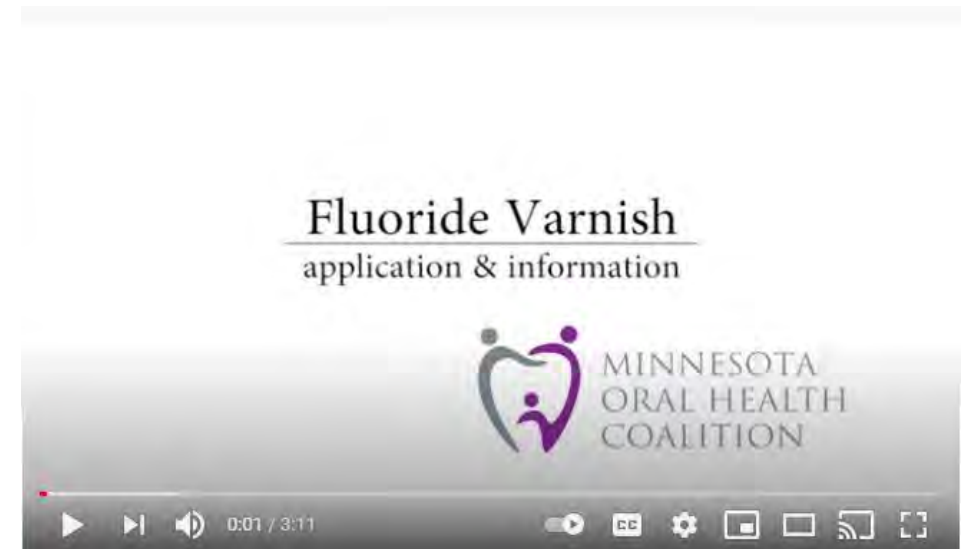 Fluoride Varnish
application & information
MINNESOTA
ORAL HEALTH
COALITION
0:01 / 3:11
CC